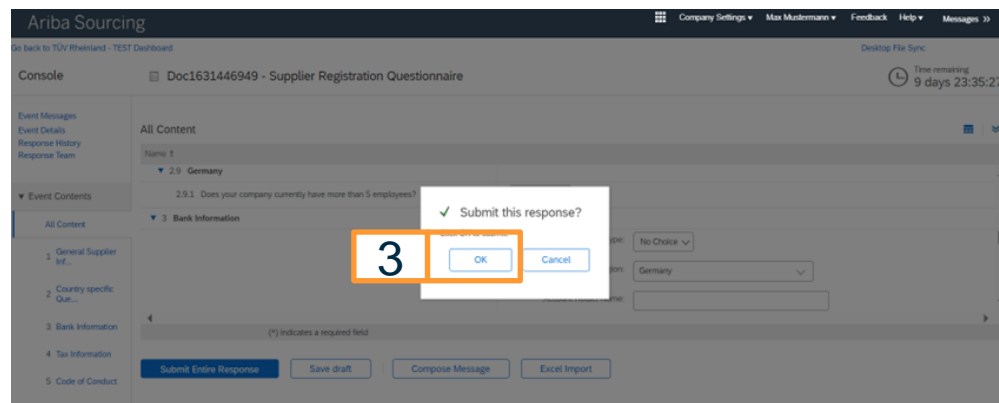 Ariba Sourcing
Company Settings ▾ Max Mustermann ▾ Feedback Help ▾ Messages »
Go back to TÜV Rheinland - TEST Dashboard
Desktop File Sync
Console
Doc1631446949 - Supplier Registration Questionnaire
Time remaining
9 days 23:35:27
Event Messages
Event Details
Response History
Response Team
▼ Event Contents
All Content
1 General Supplier Inf...
2 Country specific Que...
3 Bank Information
4 Tax Information
5 Code of Conduct
All Content
Name ↑
▼ 2.9 Germany
2.9.1 Does your company currently have more than 5 employees?
▼ 3 Bank Information
No Choice
Germany
(*) indicates a required field
Submit Entire Response
Save draft
Compose Message
Excel Import
✓ Submit this response?
3
OK
Cancel